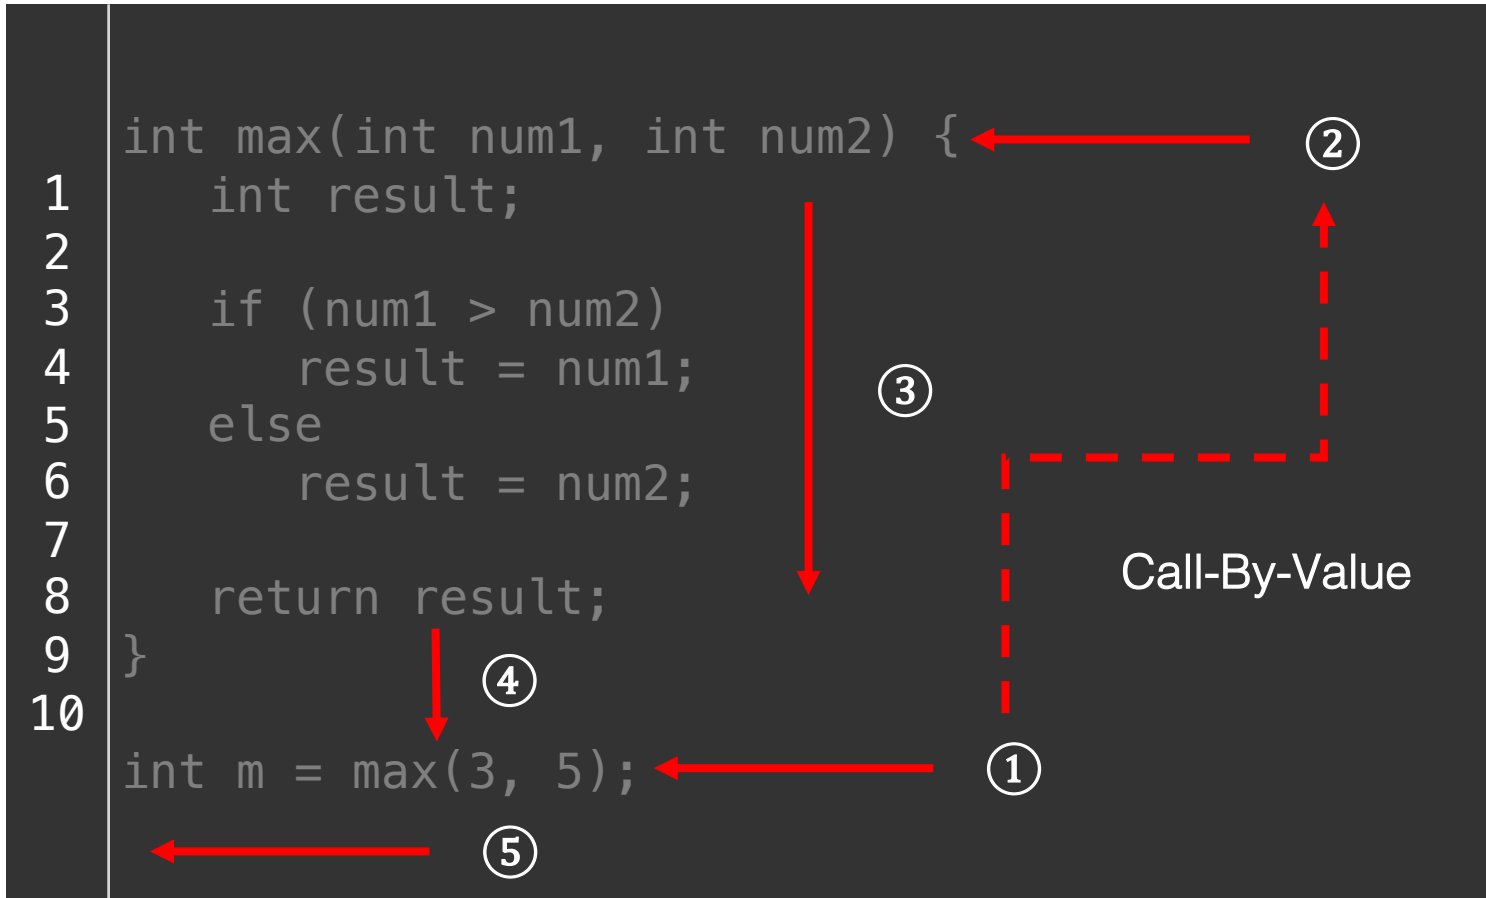 int max(int num1, int num2) { ②
1 int result;
2
3 if (num1 > num2)
4 result = num1; ③
5 else
6 result = num2;
7
Call-By-Value
8 return result;
9 }
④
10
int m = max(3, 5); ①
⑤